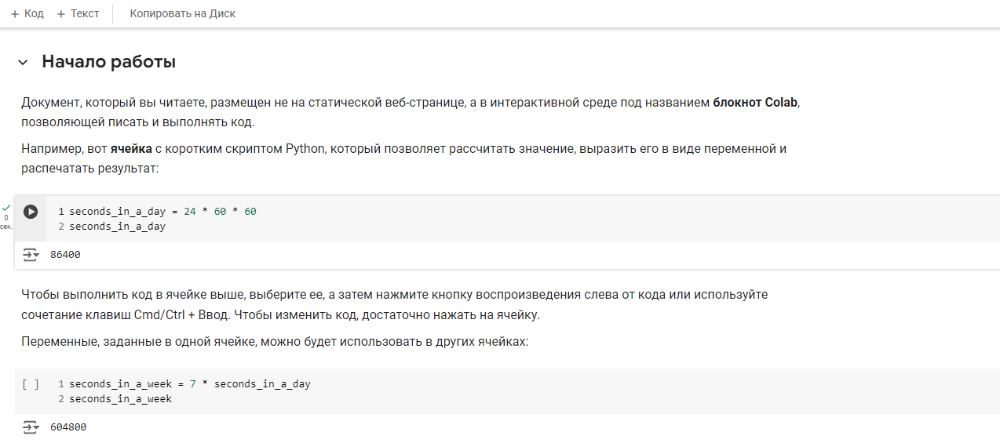 + Код + Текст Копировать на Диск
Начало работы
Документ, который вы читаете, размещен не на статической веб-странице, а в интерактивной среде под названием блокнот Colab,
позволяющей писать и выполнять код.
Например, вот ячейка с коротким скриптом Python, который позволяет рассчитать значение, выразить его в виде переменной и
распечатать результат:
0
сек.
1 seconds_in_a_day = 24 * 60 * 60
2 seconds_in_a_day
86400
Чтобы выполнить код в ячейке выше, выберите ее, а затем нажмите кнопку воспроизведения слева от кода или используйте
сочетание клавиш Cmd/Ctrl + Ввод. Чтобы изменить код, достаточно нажать на ячейку.
Переменные, заданные в одной ячейке, можно будет использовать в других ячейках:
[ ] 1 seconds_in_a_week = 7 * seconds_in_a_day
2 seconds_in_a_week
604800